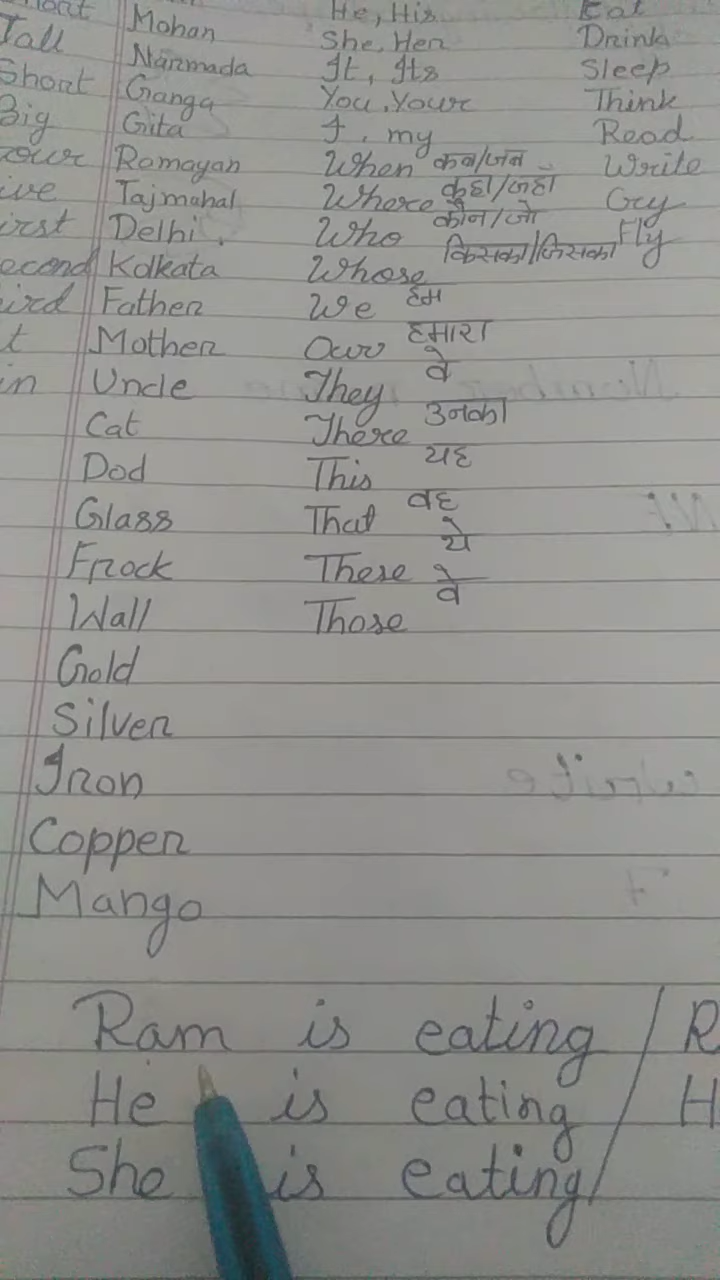 Mohan He, His Eat
Tall Narmada She, Her Drink
Short Ganga It, Its Sleep
Big Gita You, Your Think
Ramayan I, my Read
Tajmahal When कब/जब Write
Delhi, Where कहाँ/जहाँ Cry
Kolkata Who कौन/जो Fly
Father Whose किसका/जिसका
Mother We हम
in Uncle Our हमारा
Cat They वे
Dod There उनका
Glass This यह
Frock That वह
Wall These ये
Gold Those वे
Silver
Iron
Copper
Mango
Ram is eating / R
He is eating / H
She is eating /